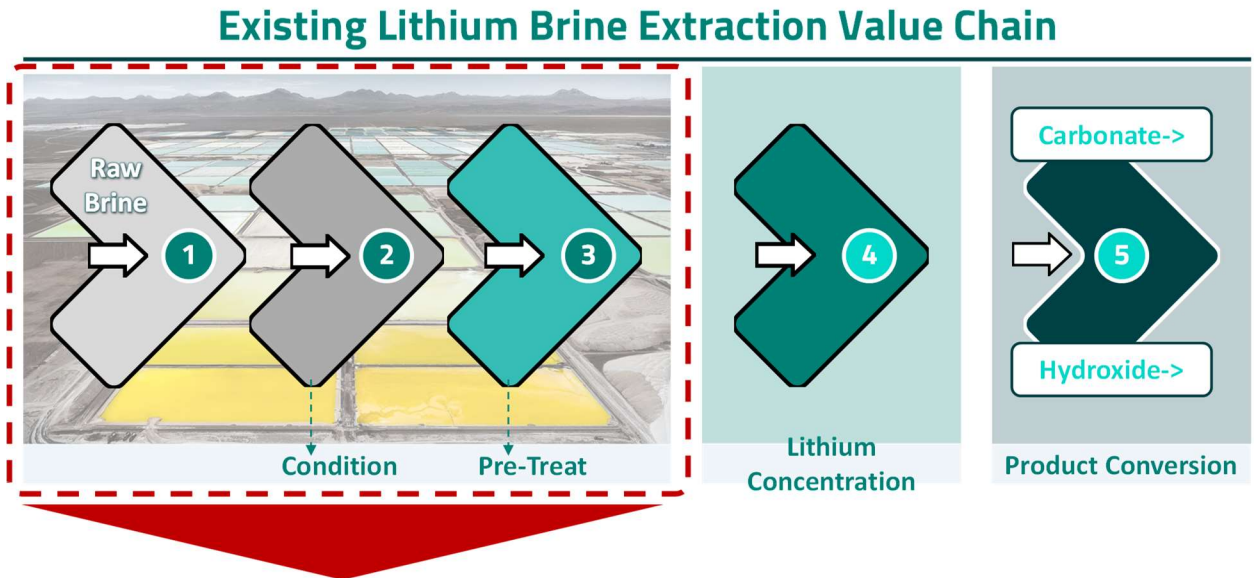 Existing Lithium Brine Extraction Value Chain
Raw
Brine
1
2
3
4
5
Carbonate->
Hydroxide->
Condition
Pre-Treat
Lithium
Concentration
Product Conversion